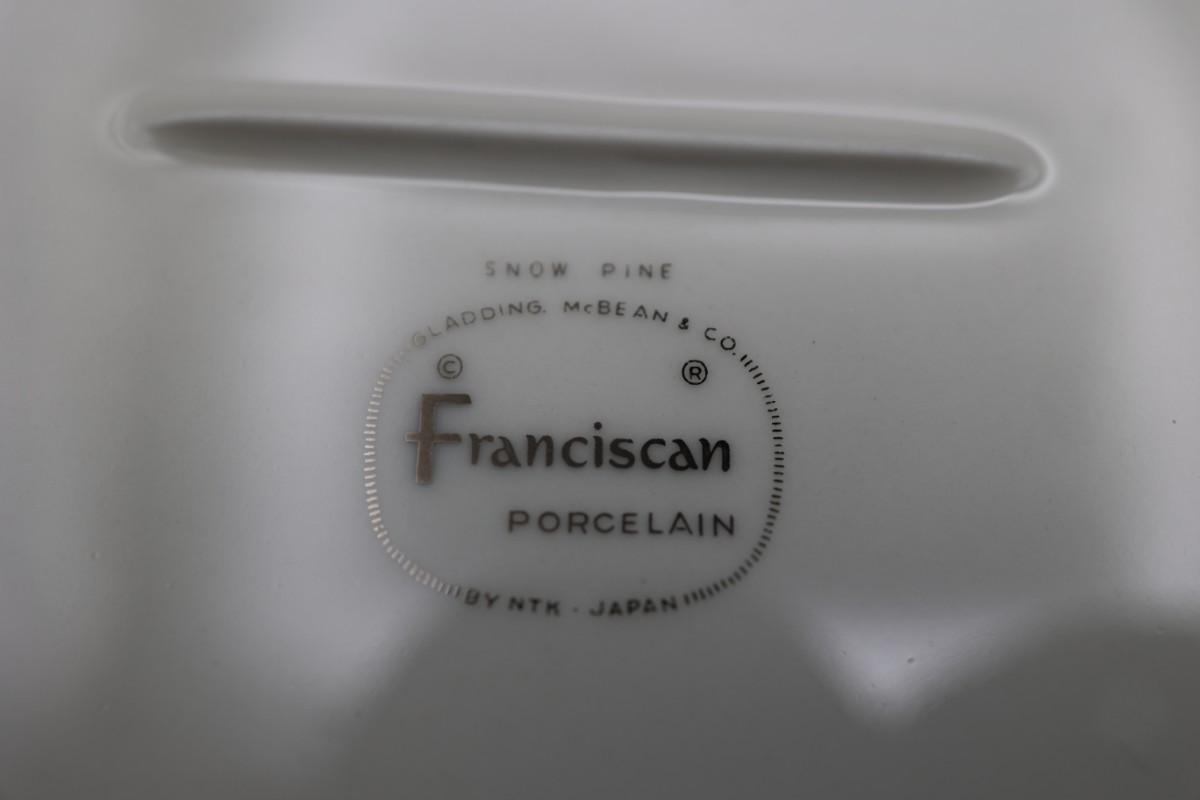 SNOW PINE
GLADDING, McBEAN & CO.
© ®
Franciscan
PORCELAIN
BY NTK · JAPAN